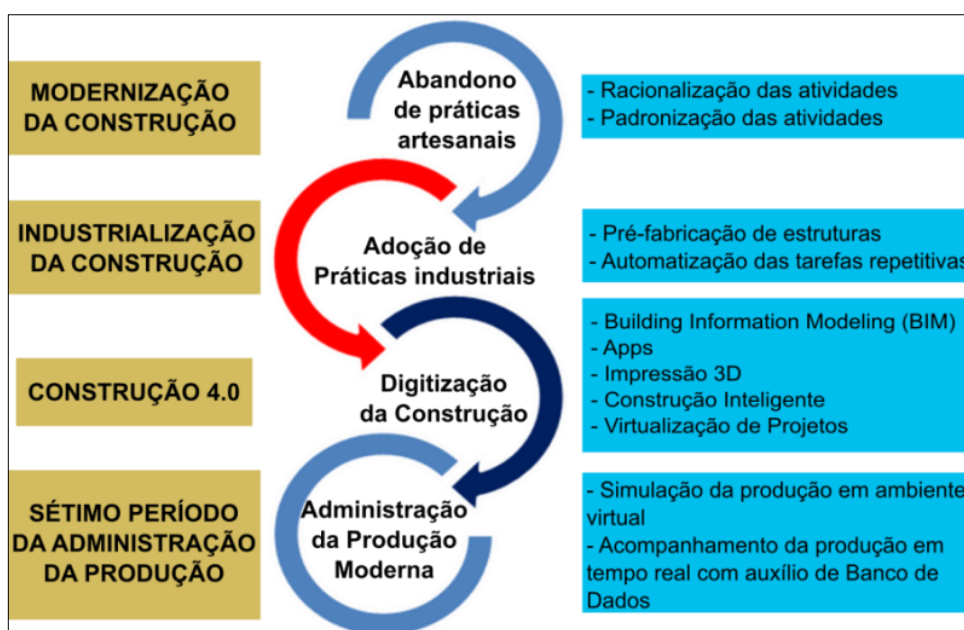 MODERNIZAÇÃO
DA CONSTRUÇÃO
Abandono
de práticas
artesanais
- Racionalização das atividades
- Padronização das atividades
INDUSTRIALIZAÇÃO
DA CONSTRUÇÃO
Adoção de
Práticas industriais
- Pré-fabricação de estruturas
- Automatização das tarefas repetitivas
CONSTRUÇÃO 4.0
Digitização
da Construção
- Building Information Modeling (BIM)
- Apps
- Impressão 3D
- Construção Inteligente
- Virtualização de Projetos
SÉTIMO PERÍODO
DA ADMINISTRAÇÃO
DA PRODUÇÃO
Administração
da Produção
Moderna
- Simulação da produção em ambiente
virtual
- Acompanhamento da produção em
tempo real com auxílio de Banco de
Dados